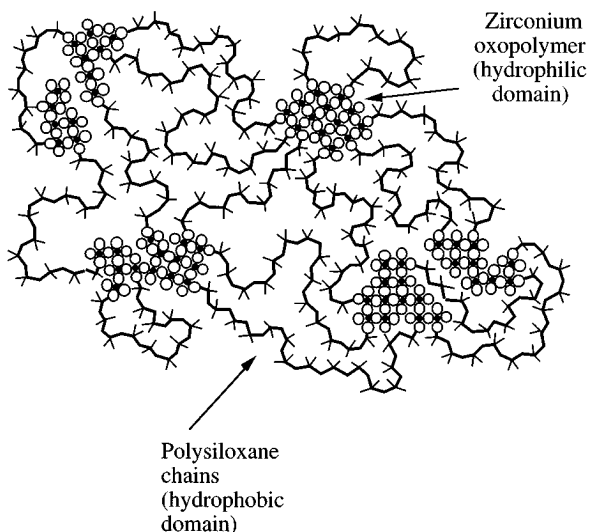 Zirconium
oxopolymer
(hydrophilic
domain)
Polysiloxane
chains
(hydrophobic
domain)